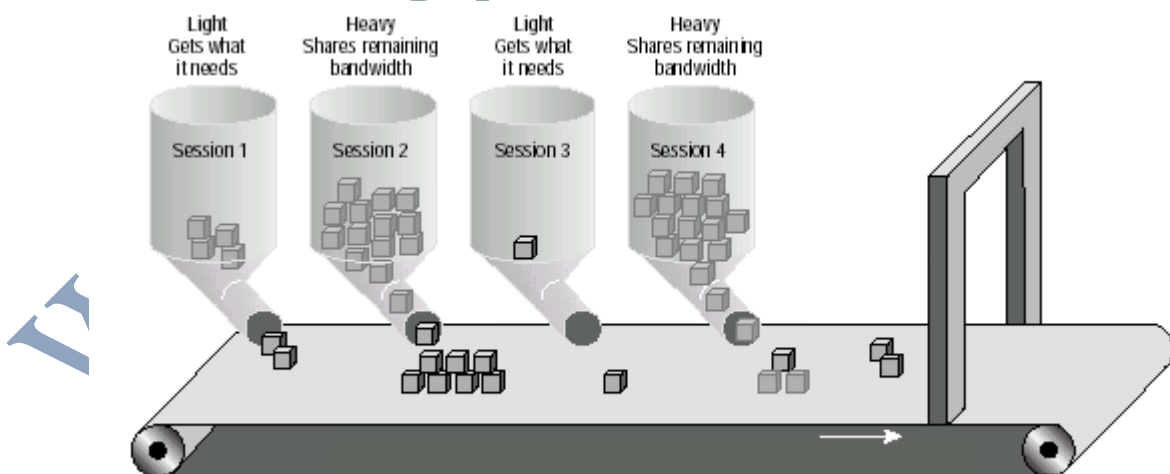 Light
Gets what
it needs
Heavy
Shares remaining
bandwidth
Light
Gets what
it needs
Heavy
Shares remaining
bandwidth
Session 1
Session 2
Session 3
Session 4